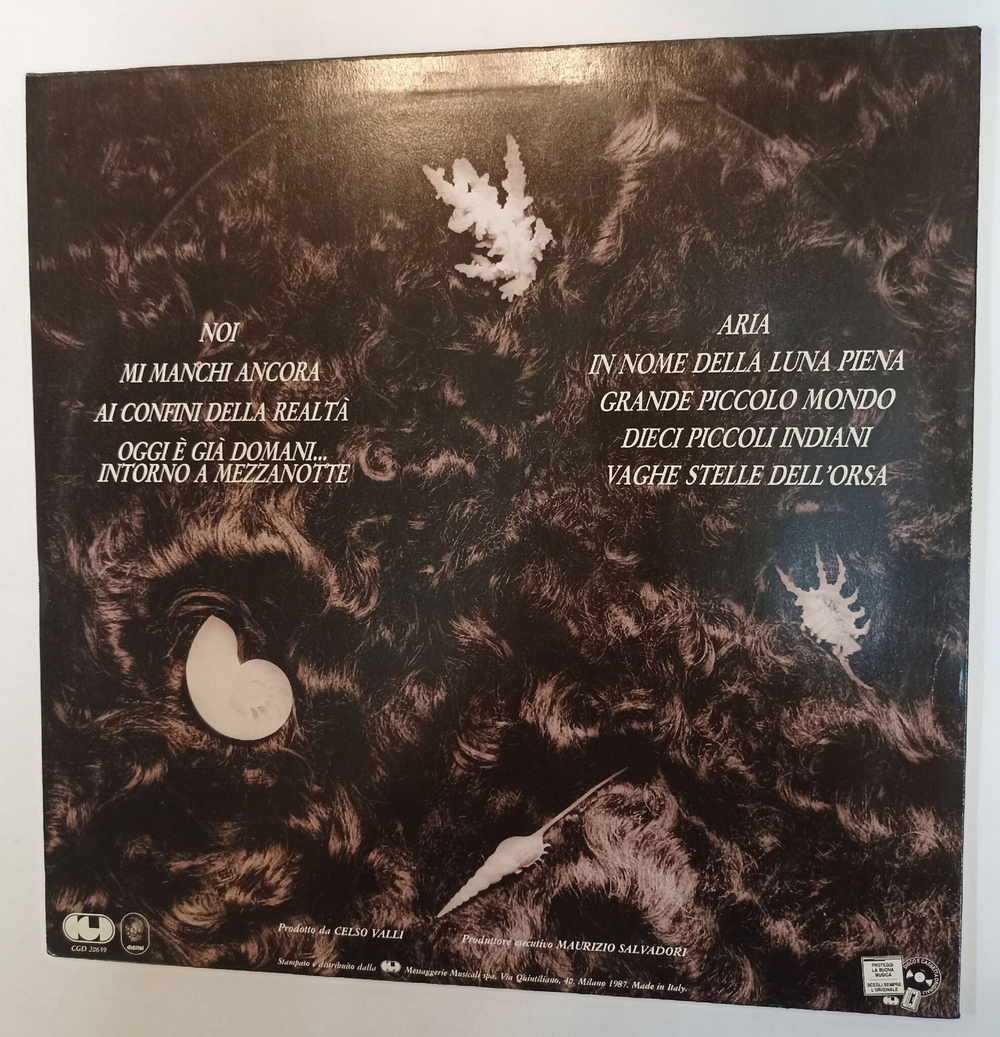 NOI
MI MANCHI ANCORA
AI CONFINI DELLA REALTÀ
OGGI È GIÀ DOMANI...
INTORNO A MEZZANOTTE
ARIA
IN NOME DELLA LUNA PIENA
GRANDE PICCOLO MONDO
DIECI PICCOLI INDIANI
VAGHE STELLE DELL'ORSA
CGD 20639
digital
Prodotto da CELSO VALLI
Produttore esecutivo MAURIZIO SALVADORI
Stampato e distribuito dalla Messaggerie Musicali spa. Via Quintiliano, 40, Milano 1987. Made in Italy.
PROTEGGI
LA BUONA
MUSICA
SCEGLI SEMPRE
L'ORIGINALE